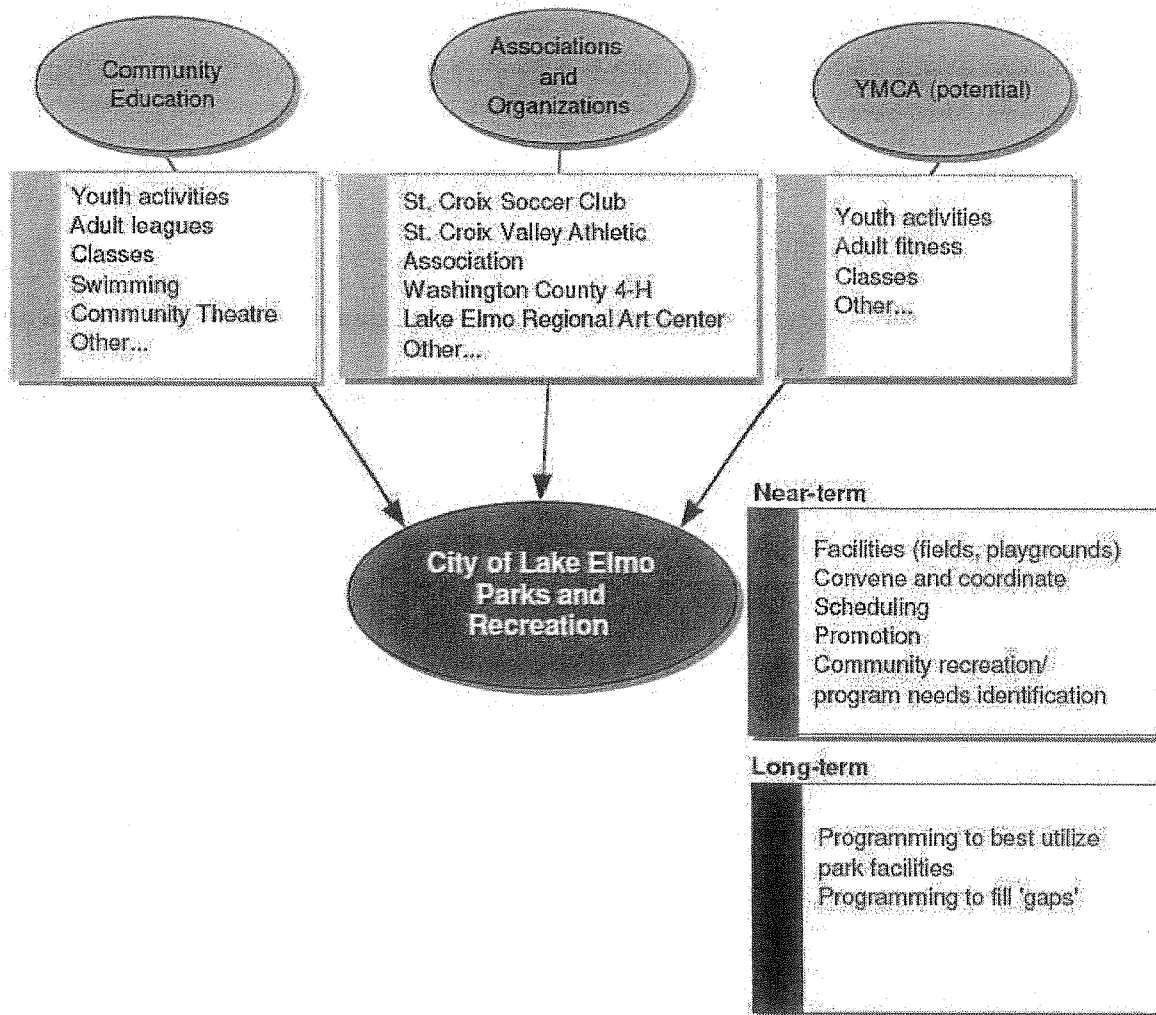 Community
Education
Associations
and
Organizations
YMCA (potential)
Youth activities
Adult leagues
Classes
Swimming
Community Theatre
Other...
St. Croix Soccer Club
St. Croix Valley Athletic
Association
Washington County 4-H
Lake Elmo Regional Art Center
Other...
Youth activities
Adult fitness
Classes
Other...
City of Lake Elmo
Parks and
Recreation
Near-term
Facilities (fields, playgrounds)
Convene and coordinate
Scheduling
Promotion
Community recreation/
program needs identification
Long-term
Programming to best utilize
park facilities
Programming to fill 'gaps'